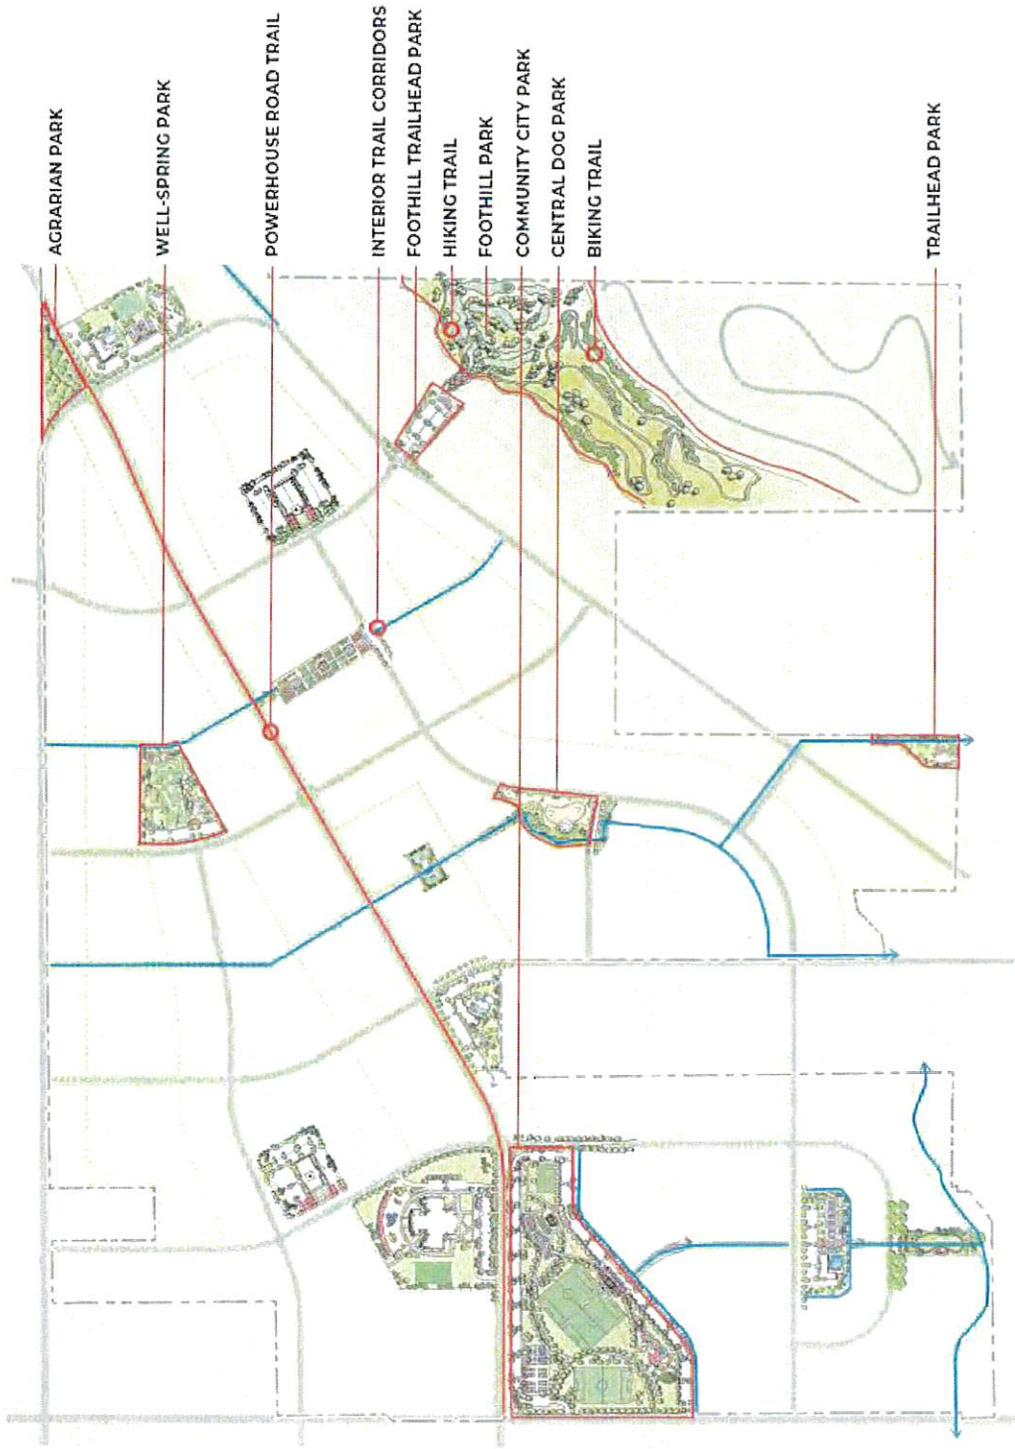 AGRARIAN PARK
WELL-SPRING PARK
POWERHOUSE ROAD TRAIL
INTERIOR TRAIL CORRIDORS
FOOTHILL TRAILHEAD PARK
HIKING TRAIL
FOOTHILL PARK
COMMUNITY CITY PARK
CENTRAL DOG PARK
BIKING TRAIL
TRAILHEAD PARK